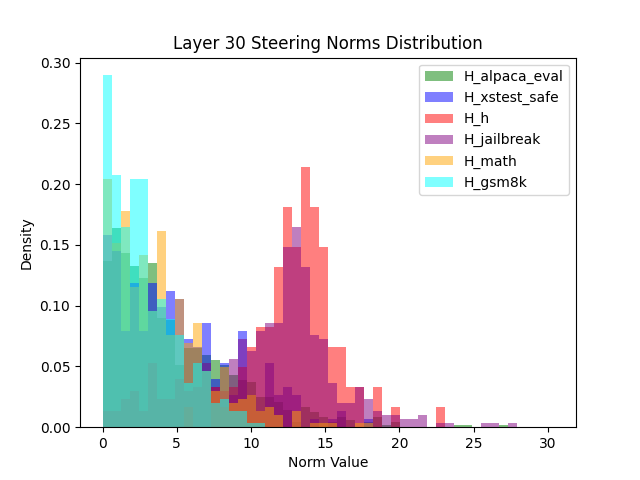 Layer 30 Steering Norms Distribution
0.30
0.25
0.20
0.15
0.10
0.05
0.00
Density
H_alpaca_eval
H_xstest_safe
H_h
H_jailbreak
H_math
H_gsm8k
0 5 10 15 20 25 30
Norm Value